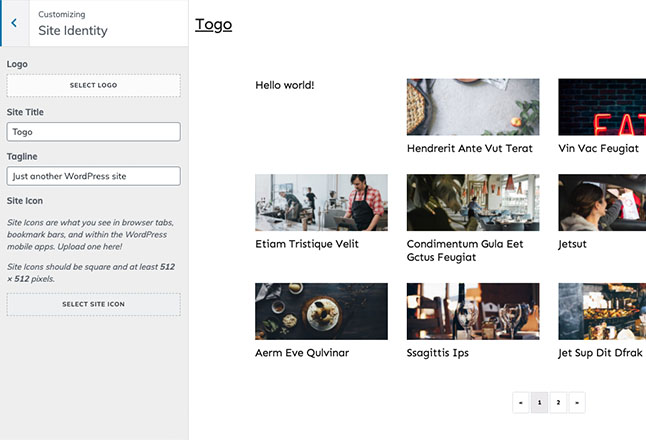 Customizing
Site Identity
Logo
SELECT LOGO
Site Title
Togo
Tagline
Just another WordPress site
Site Icon
Site Icons are what you see in browser tabs,
bookmark bars, and within the WordPress
mobile apps. Upload one here!
Site Icons should be square and at least 512
× 512 pixels.
SELECT SITE ICON
Togo
Hello world!
EAT
Hendrerit Ante Vut Terat
Vin Vac Feugiat
Etiam Tristique Velit
Condimentum Gula Eet
Gctus Feugiat
Jetsut
Aerm Eve Qulvinar
Ssagittis Ips
Jet Sup Dit Dfrak
« 1 2 »